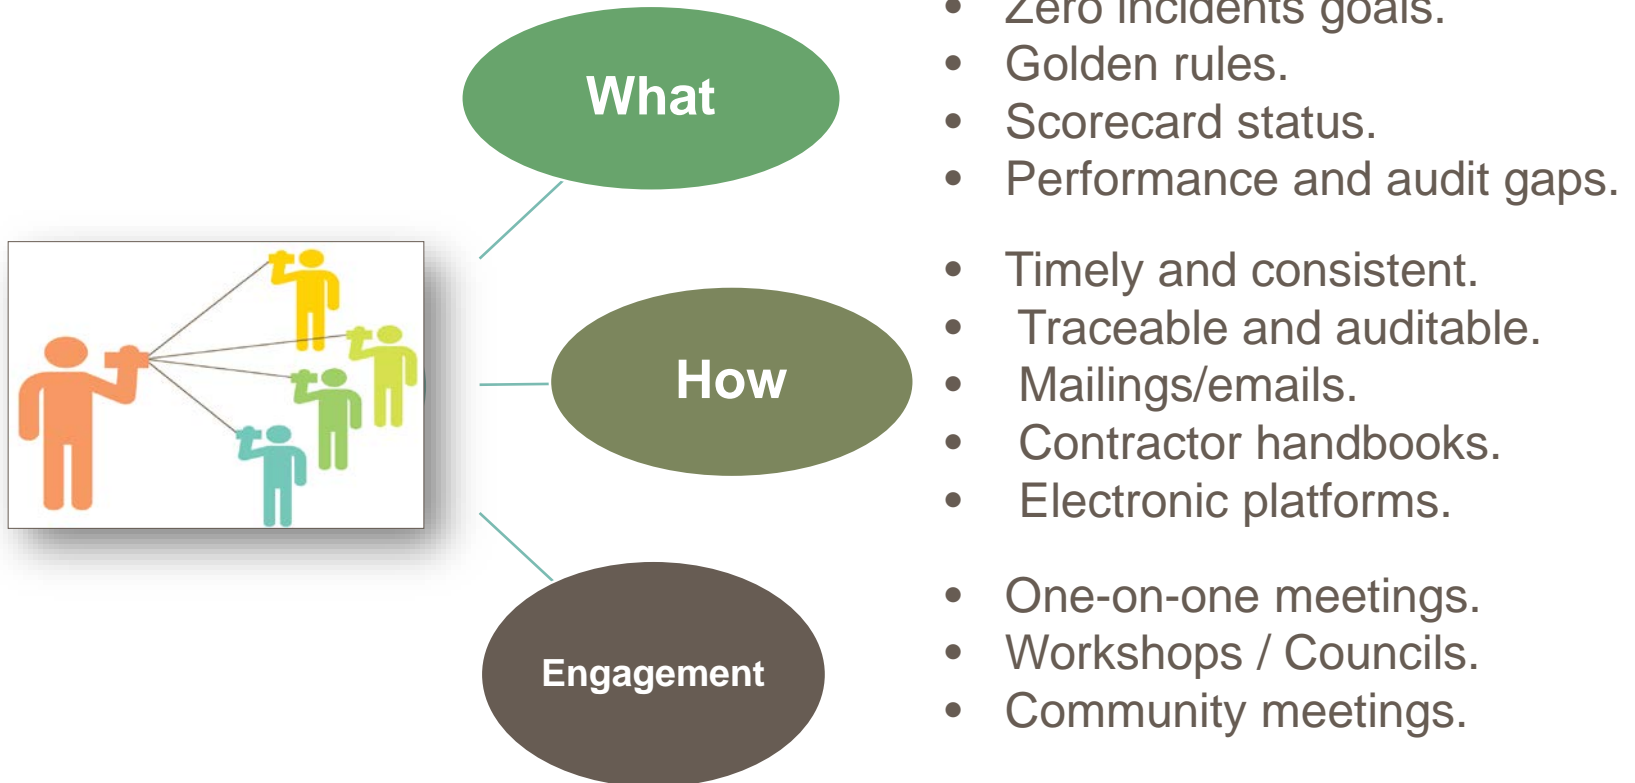 What
• Zero incidents goals.
• Golden rules.
• Scorecard status.
• Performance and audit gaps.
How
• Timely and consistent.
• Traceable and auditable.
• Mailings/emails.
• Contractor handbooks.
• Electronic platforms.
Engagement
• One-on-one meetings.
• Workshops / Councils.
• Community meetings.